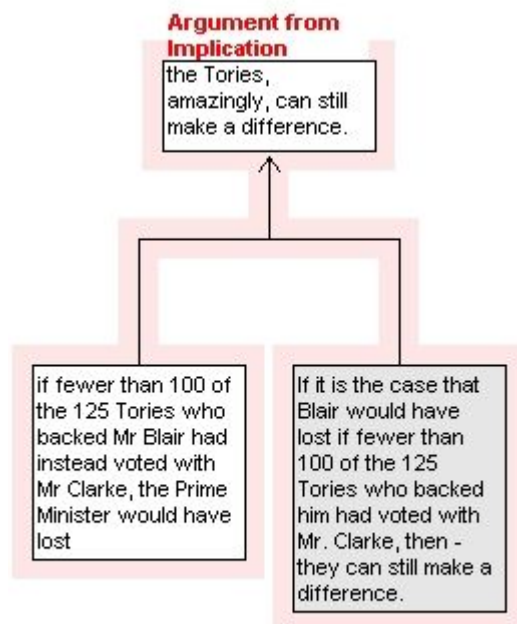 Argument from
Implication
the Tories,
amazingly, can still
make a difference.
if fewer than 100 of
the 125 Tories who
backed Mr Blair had
instead voted with
Mr Clarke, the Prime
Minister would have
lost
If it is the case that
Blair would have
lost if fewer than
100 of the 125
Tories who backed
him had voted with
Mr. Clarke, then -
they can still make a
difference.